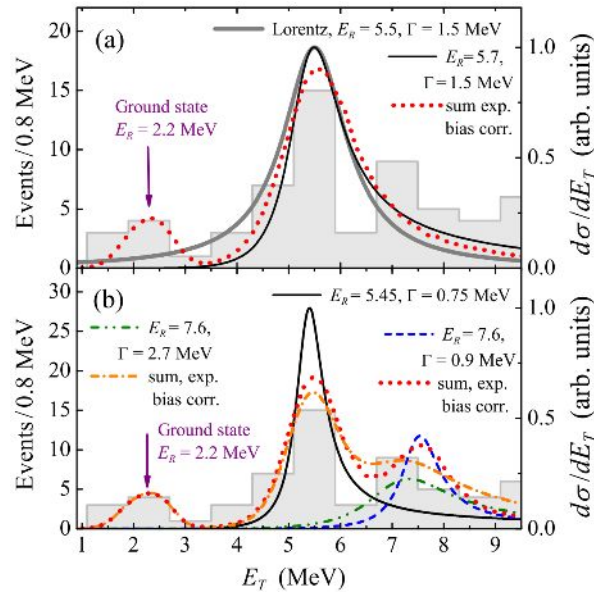 (a)
Lorentz, E_R = 5.5, Γ = 1.5 MeV
E_R = 5.7,
Γ = 1.5 MeV
sum exp.
bias corr.
Ground state
E_R = 2.2 MeV
Events/0.8 MeV
20
15
10
5
0
dσ/dE_T (arb. units)
1.0
0.5
0.0
(b)
E_R = 5.45, Γ = 0.75 MeV
E_R = 7.6,
Γ = 2.7 MeV
sum, exp.
bias corr.
E_R = 7.6,
Γ = 0.9 MeV
sum, exp.
bias corr.
Ground state
E_R = 2.2 MeV
Events/0.8 MeV
30
25
20
15
10
5
0
dσ/dE_T (arb. units)
1.0
0.5
0.0
1 2 3 4 5 6 7 8 9
E_T (MeV)